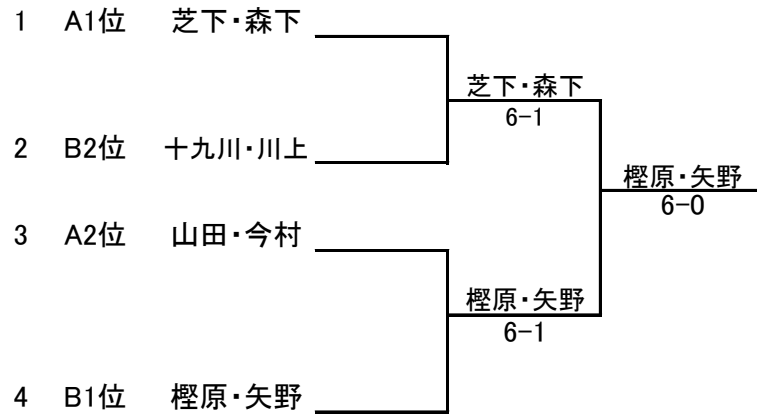 1 A1位 芝下・森下
芝下・森下
6-1
2 B2位 十九川・川上
樫原・矢野
6-0
3 A2位 山田・今村
樫原・矢野
6-1
4 B1位 樫原・矢野